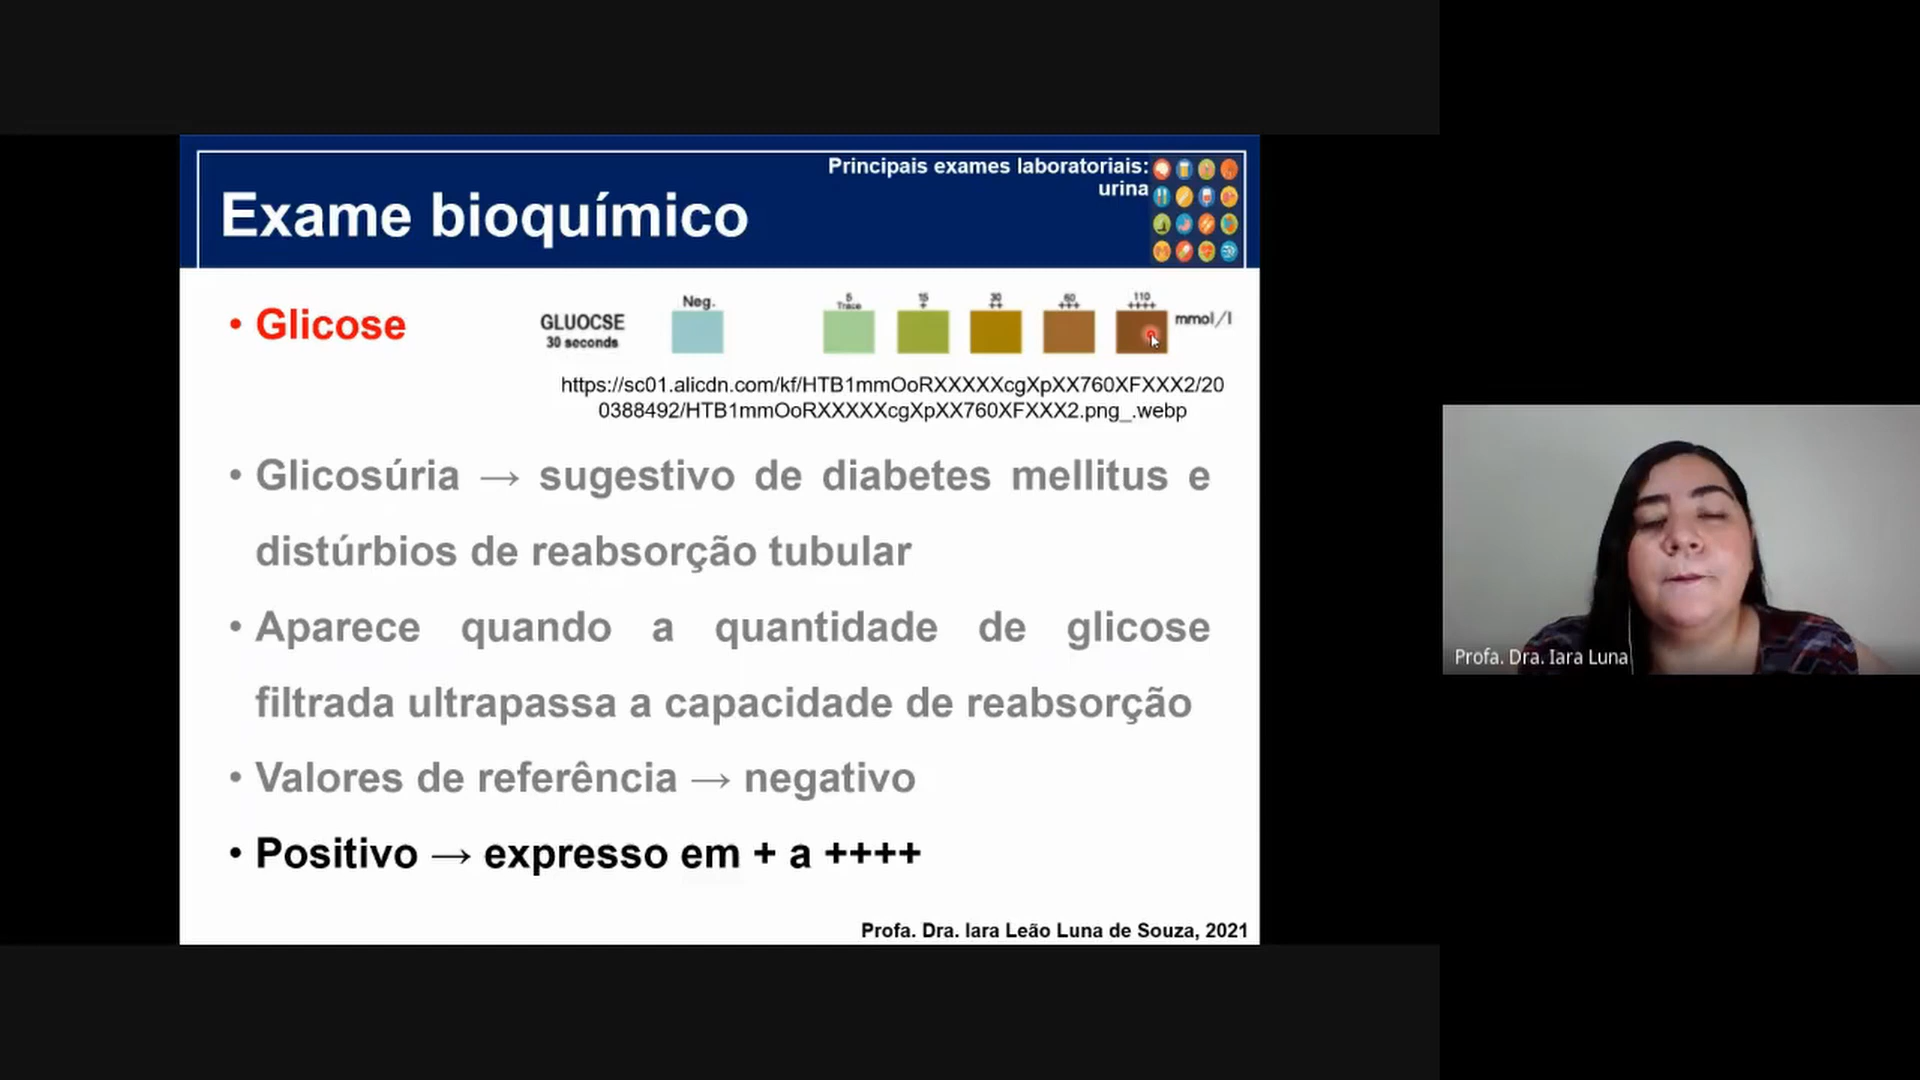 Principais exames laboratoriais:
urina
Exame bioquímico
• Glicose
GLUOCSE
30 seconds
Neg.
5
Trace
15
+
30
++
60
+++
110
++++
mmol/l
https://sc01.alicdn.com/kf/HTB1mmOoRXXXXXcgXpXX760XFXXX2/20
0388492/HTB1mmOoRXXXXXcgXpXX760XFXXX2.png_.webp
• Glicosúria → sugestivo de diabetes mellitus e
distúrbios de reabsorção tubular
• Aparece quando a quantidade de glicose
filtrada ultrapassa a capacidade de reabsorção
• Valores de referência → negativo
• Positivo → expresso em + a ++++
Profa. Dra. Iara Leão Luna de Souza, 2021
Profa. Dra. Iara Luna